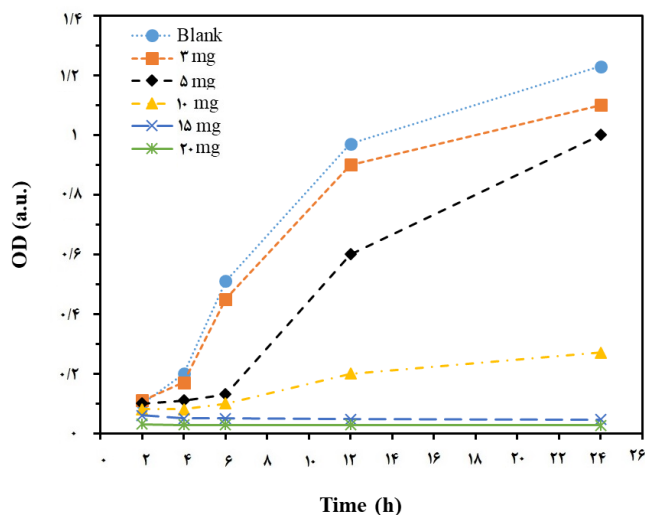 ۱/۴
۱/۲
۱
۰/۸
۰/۶
۰/۴
۰/۲
۰
OD (a.u.)
Blank
۳ mg
۵ mg
۱۰ mg
۱۵ mg
۲۰ mg
۰ ۲ ۴ ۶ ۸ ۱۰ ۱۲ ۱۴ ۱۶ ۱۸ ۲۰ ۲۲ ۲۴ ۲۶
Time (h)